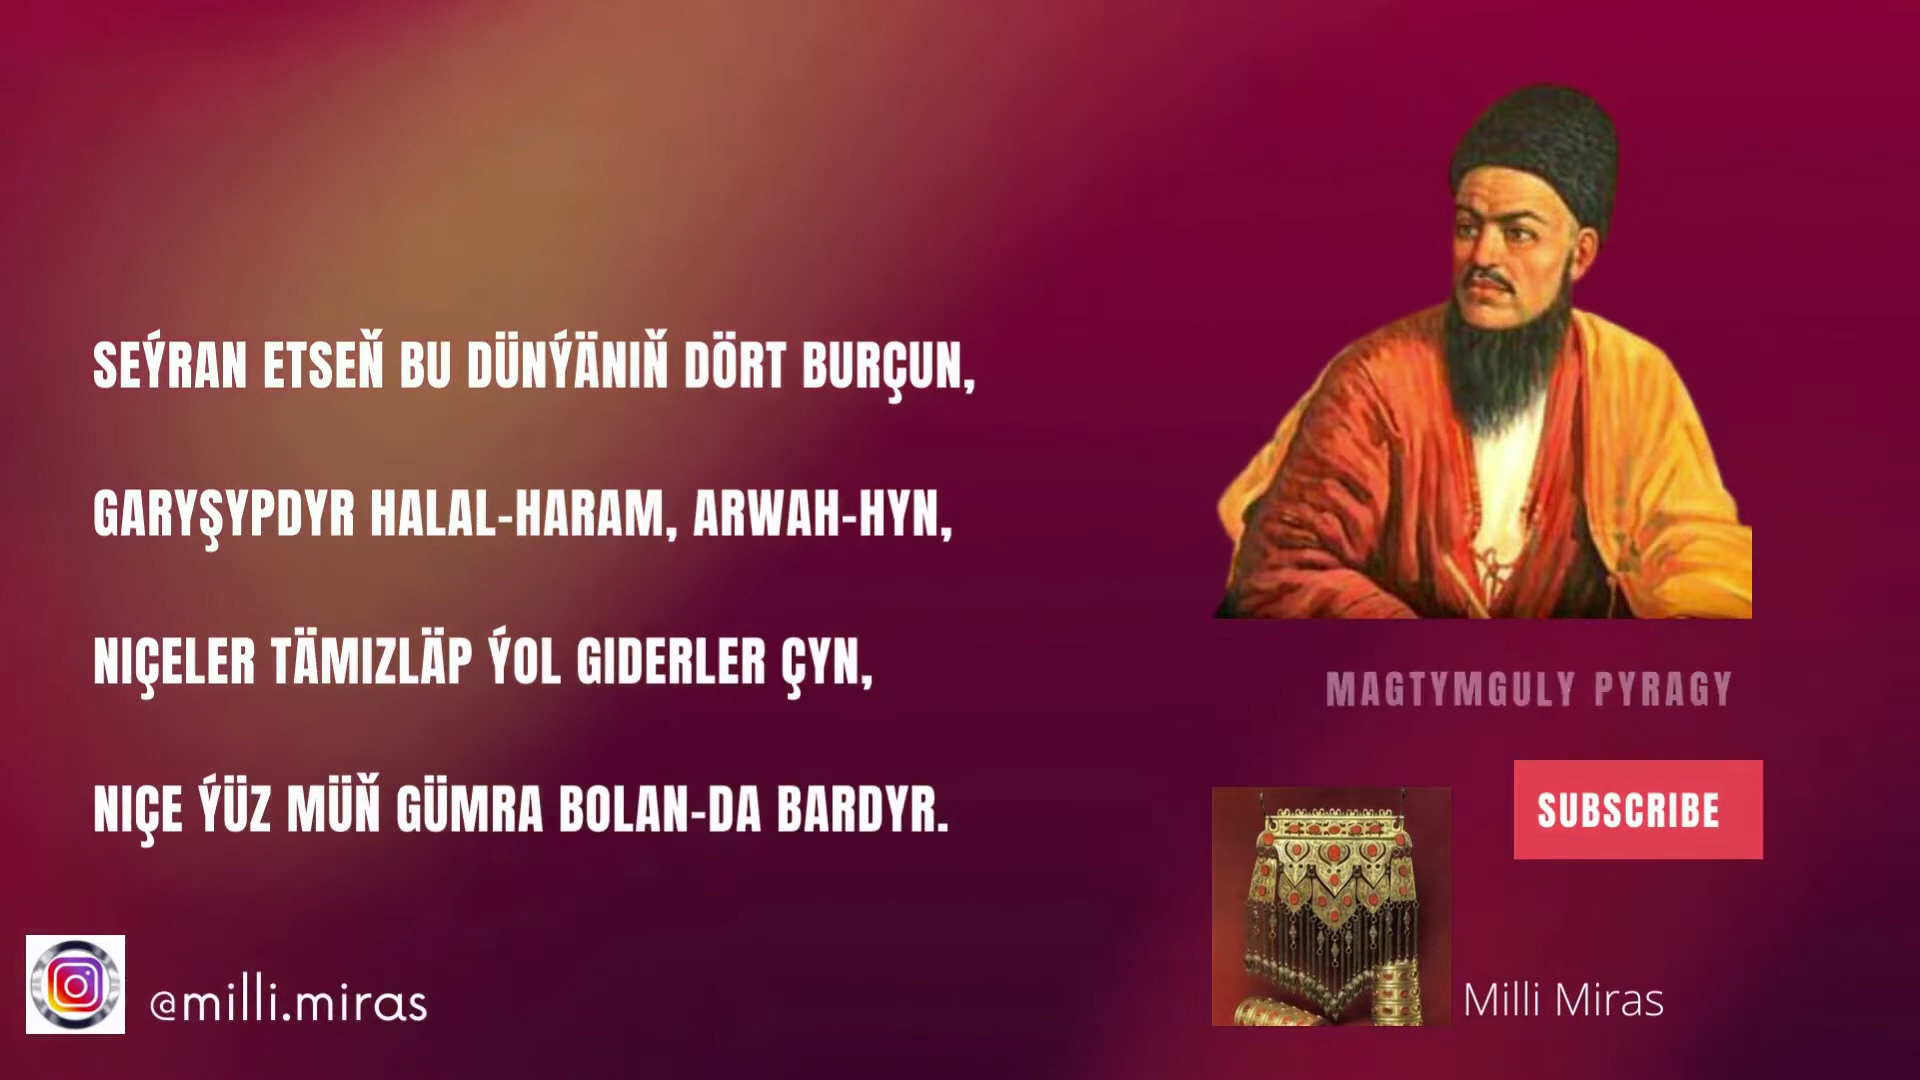 SEÝRAN ETSEŇ BU DÜNÝÄNIŇ DÖRT BURÇUN,
GARYŞYPDYR HALAL-HARAM, ARWAH-HYN,
NIÇELER TÄMIZLÄP ÝOL GIDERLER ÇYN,
NIÇE ÝÜZ MÜŇ GÜMRA BOLAN-DA BARDYR.
MAGTYMGULY PYRAGY
SUBSCRIBE
@milli.miras
Milli Miras